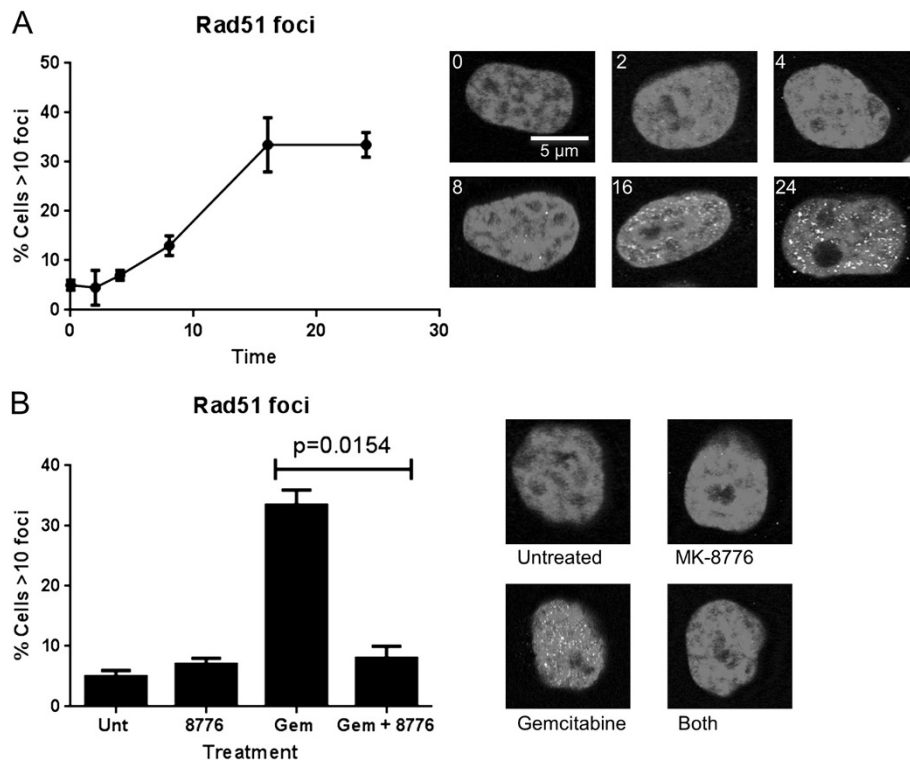 A
Rad51 foci
50
40
30
20
10
0
% Cells >10 foci
0 10 20 30
Time
0 2 4
5 µm
8 16 24
B
Rad51 foci
p=0.0154
40
30
20
10
0
% Cells >10 foci
Unt 8776 Gem Gem + 8776
Treatment
Untreated MK-8776
Gemcitabine Both